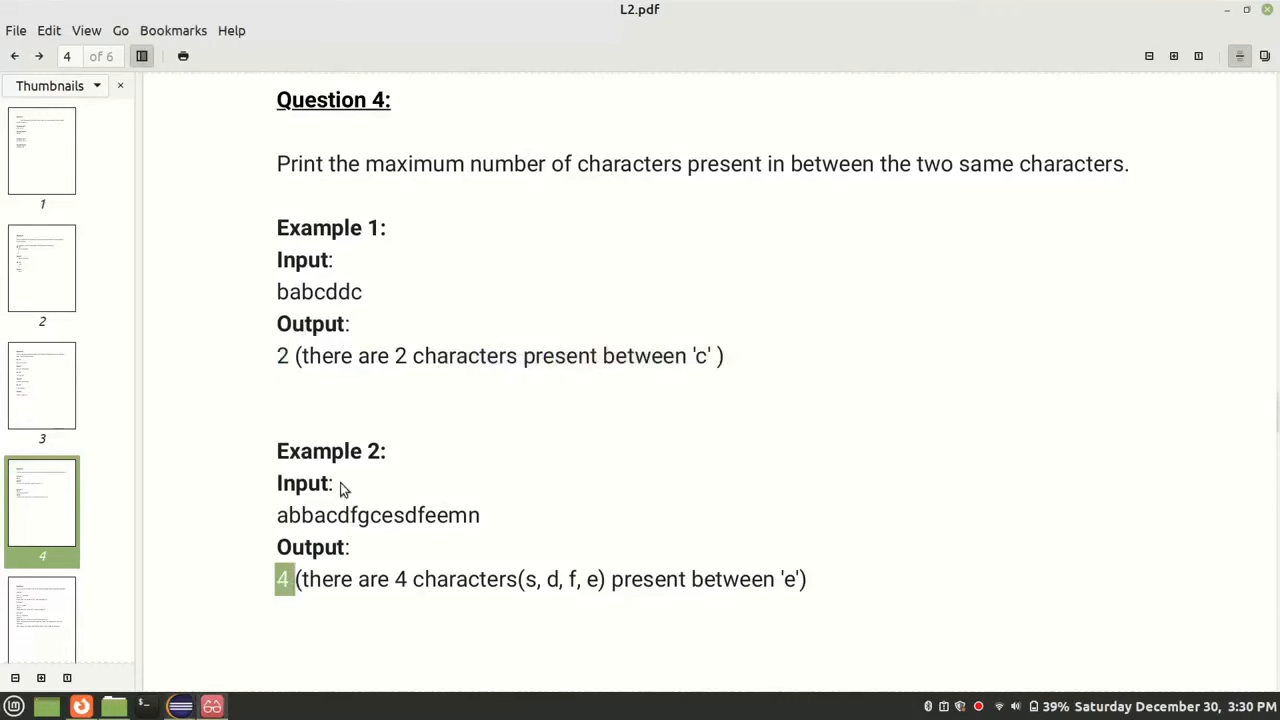 L2.pdf
File Edit View Go Bookmarks Help
4 of 6
Thumbnails
1
2
3
4
Question 4:
Print the maximum number of characters present in between the two same characters.
Example 1:
Input:
babcddc
Output:
2 (there are 2 characters present between 'c' )
Example 2:
Input:
abbacdfgcesdfeemn
Output:
4 (there are 4 characters(s, d, f, e) present between 'e')
39% Saturday December 30, 3:30 PM